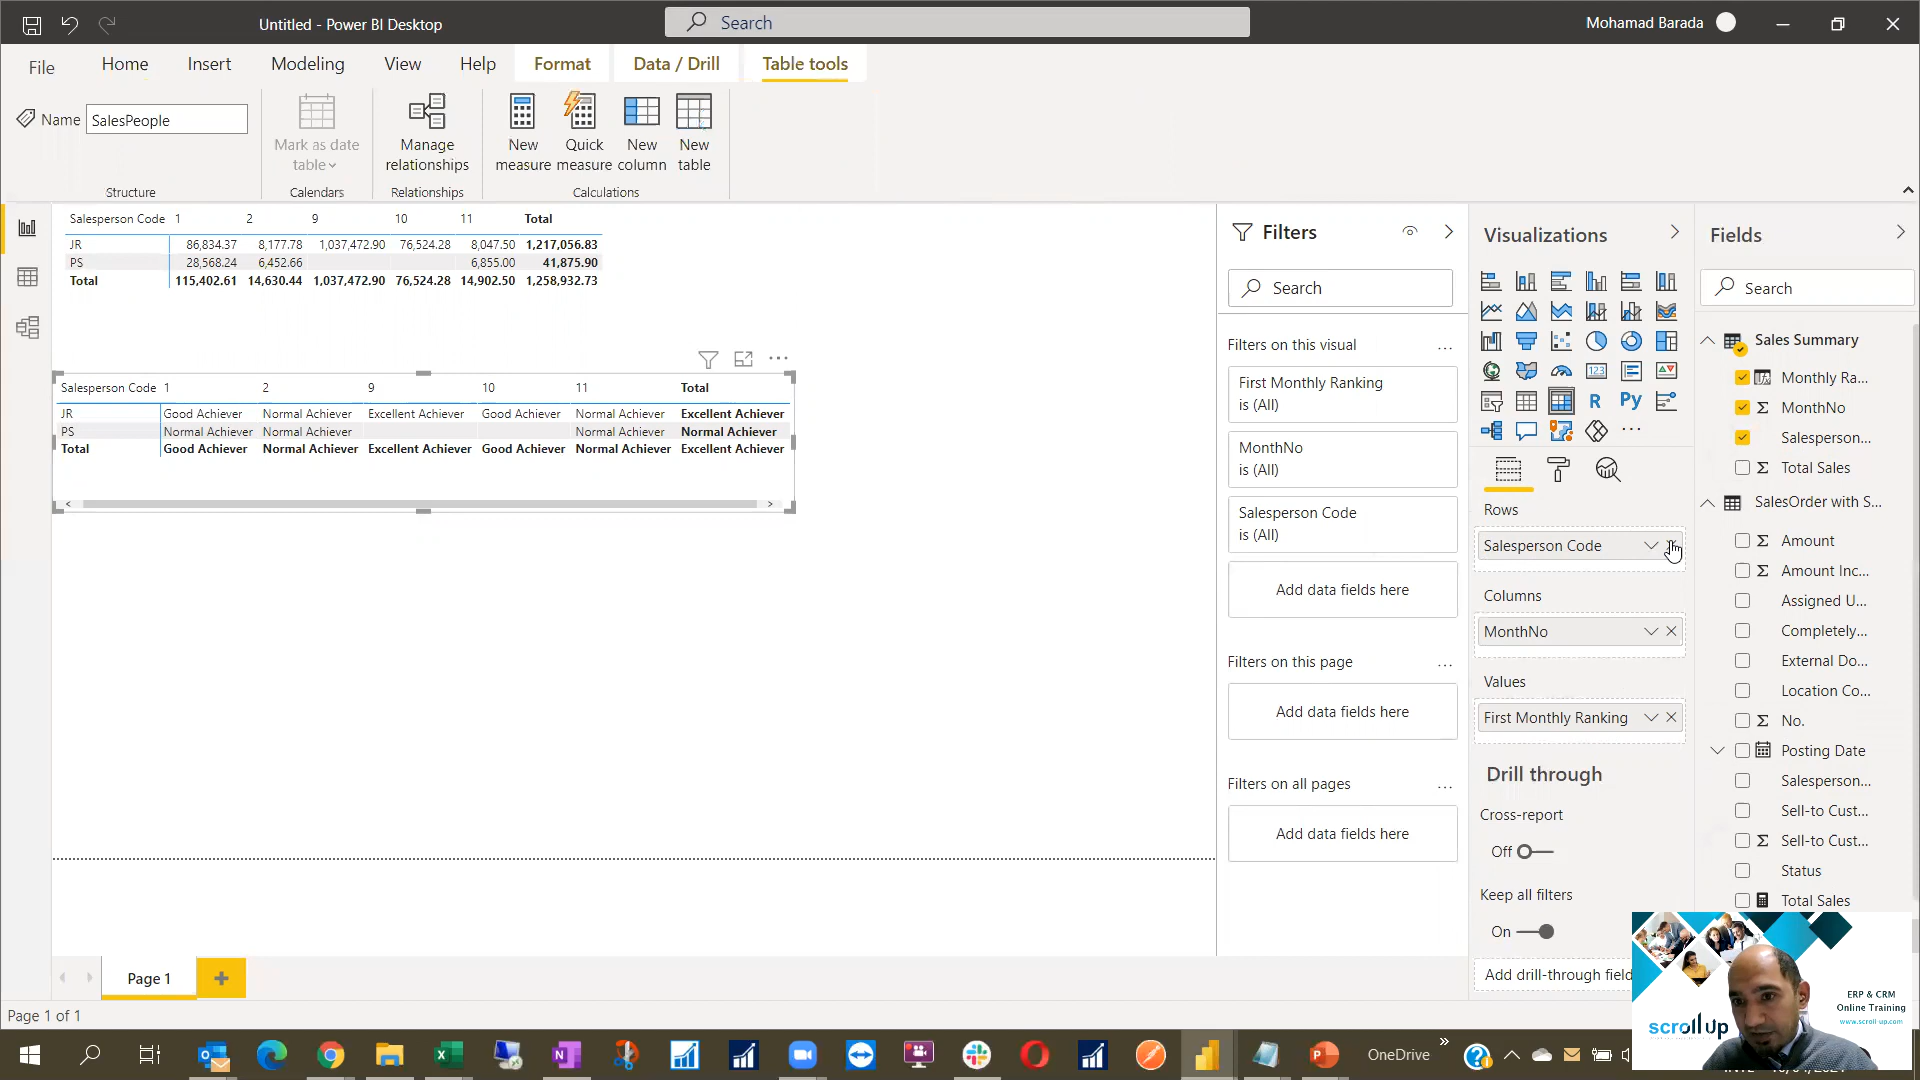 Untitled - Power BI Desktop
Search
Mohamad Barada
File
Home
Insert
Modeling
View
Help
Format
Data / Drill
Table tools
Name
SalesPeople
Mark as date
table
Manage
relationships
New
measure
Quick
measure
New
column
New
table
Structure
Calendars
Relationships
Calculations
Salesperson Code 1 2 9 10 11 Total
JR 86,834.37 8,177.78 1,037,472.90 76,524.28 8,047.50 1,217,056.83
PS 28,568.24 6,452.66 6,855.00 41,875.90
Total 115,402.61 14,630.44 1,037,472.90 76,524.28 14,902.50 1,258,932.73
Salesperson Code 1 2 9 10 11 Total
JR Good Achiever Normal Achiever Excellent Achiever Good Achiever Normal Achiever Excellent Achiever
PS Normal Achiever Normal Achiever Normal Achiever Normal Achiever
Total Good Achiever Normal Achiever Excellent Achiever Good Achiever Normal Achiever Excellent Achiever
Filters
Search
Filters on this visual
First Monthly Ranking
is (All)
MonthNo
is (All)
Salesperson Code
is (All)
Add data fields here
Filters on this page
Add data fields here
Filters on all pages
Add data fields here
Visualizations
R
Py
123
Rows
Salesperson Code
Columns
MonthNo
Values
First Monthly Ranking
Drill through
Cross-report
Off
Keep all filters
On
Add drill-through field
Fields
Search
Sales Summary
Monthly Ra...
MonthNo
Salesperson...
Total Sales
SalesOrder with S...
Amount
Amount Inc...
Assigned U...
Completely...
External Do...
Location Co...
No.
Posting Date
Salesperson...
Sell-to Cust...
Sell-to Cust...
Status
Total Sales
ERP & CRM
Online Training
www.scroll up.com
scroll up
Page 1
Page 1 of 1
OneDrive